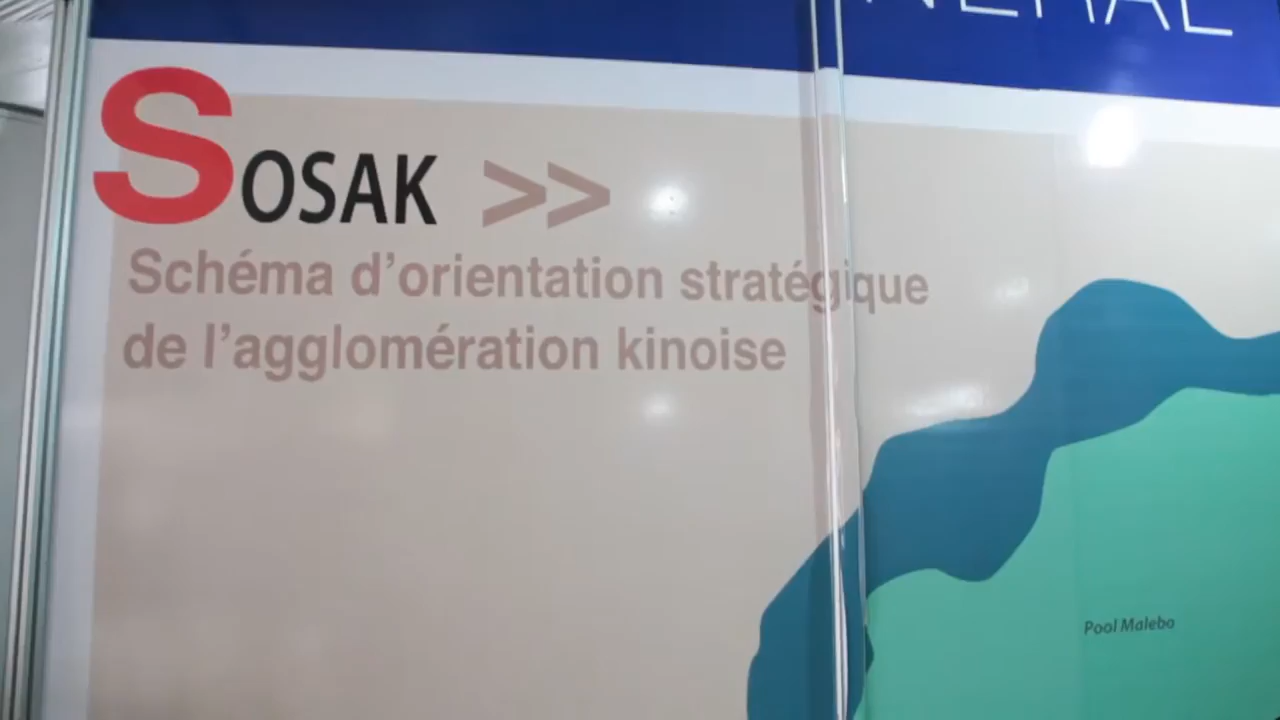 SOSAK >>
Schéma d'orientation stratégique
de l'agglomération kinoise
Pool Malebo